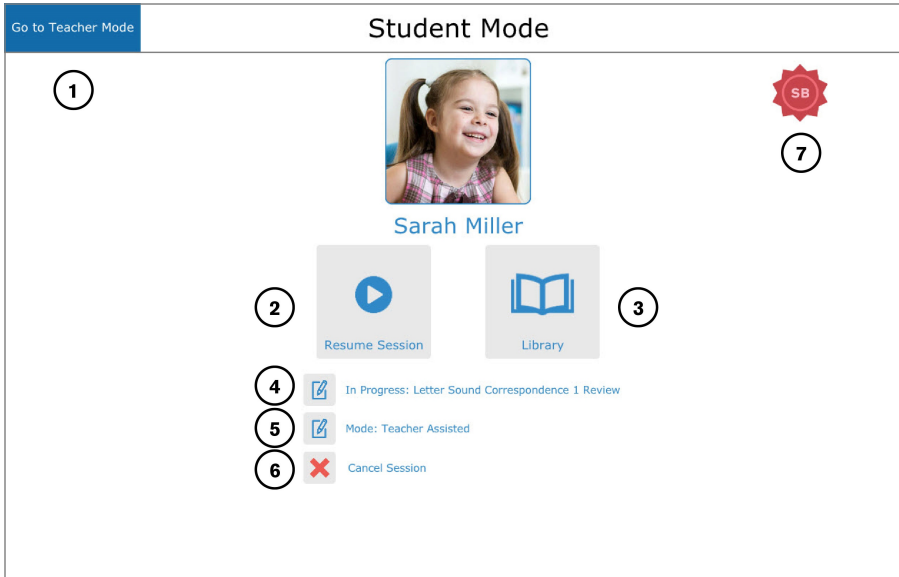 Go to Teacher Mode
Student Mode
1
SB
7
Sarah Miller
2
3
Resume Session
Library
4
In Progress: Letter Sound Correspondence 1 Review
5
Mode: Teacher Assisted
6
Cancel Session